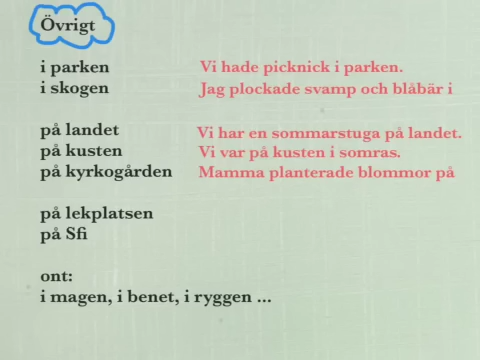 Övrigt
i parken Vi hade picknick i parken.
i skogen Jag plockade svamp och blåbär i
på landet Vi har en sommarstuga på landet.
på kusten Vi var på kusten i somras.
på kyrkogården Mamma planterade blommor på
på lekplatsen
på Sfi
ont:
i magen, i benet, i ryggen ...